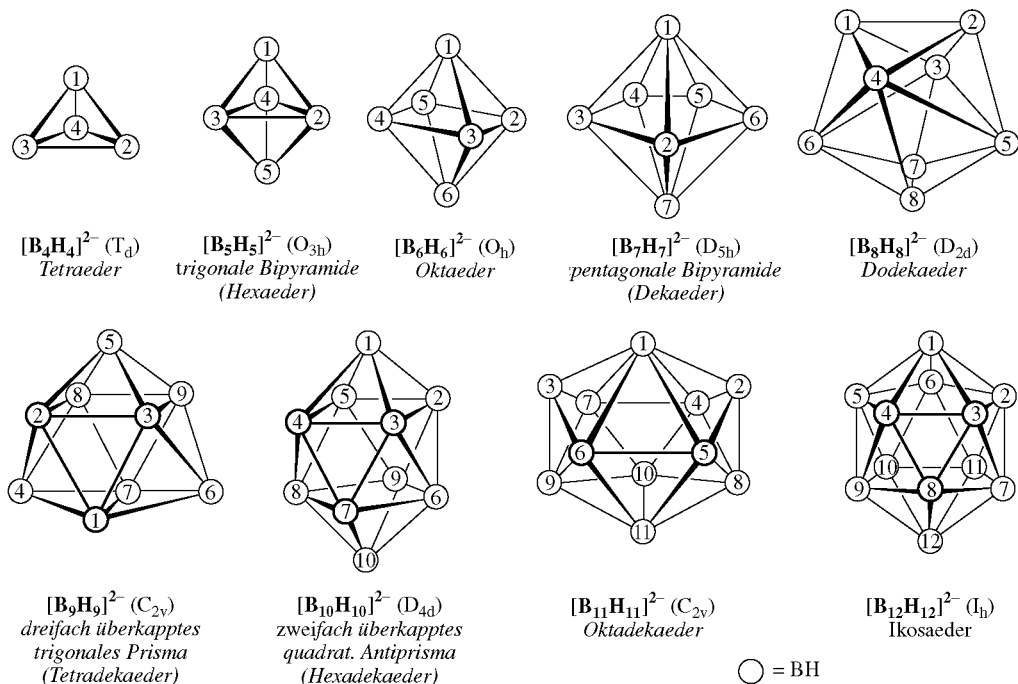 1
4
3 2
[B₄H₄]²⁻ (T_d)
Tetraeder
1
4
3 2
5
[B₅H₅]²⁻ (O₃ₕ)
trigonale Bipyramide
(Hexaeder)
1
5
4 3 2
6
[B₆H₆]²⁻ (Oₕ)
Oktaeder
1
4 5
3 2 6
7
[B₇H₇]²⁻ (D₅ₕ)
pentagonale Bipyramide
(Dekaeder)
1 2
4 3
6 5
7
8
[B₈H₈]²⁻ (D_2d)
Dodekaeder
5
8 9
2 3
4 7 6
1
[B₉H₉]²⁻ (C₂ᵥ)
dreifach überkapptes
trigonales Prisma
(Tetradekaeder)
1
5 2
4 3
9
8 6
7
10
[B₁₀H₁₀]²⁻ (D_4d)
zweifach überkapptes
quadrat. Antiprisma
(Hexadekaeder)
1
3 2
7 4
6 5
9 10 8
11
[B₁₁H₁₁]²⁻ (C₂ᵥ)
Oktadekaeder
1
6
5 2
4 3
10 11
9 8 7
12
[B₁₂H₁₂]²⁻ (Iₕ)
Ikosaeder
= BH